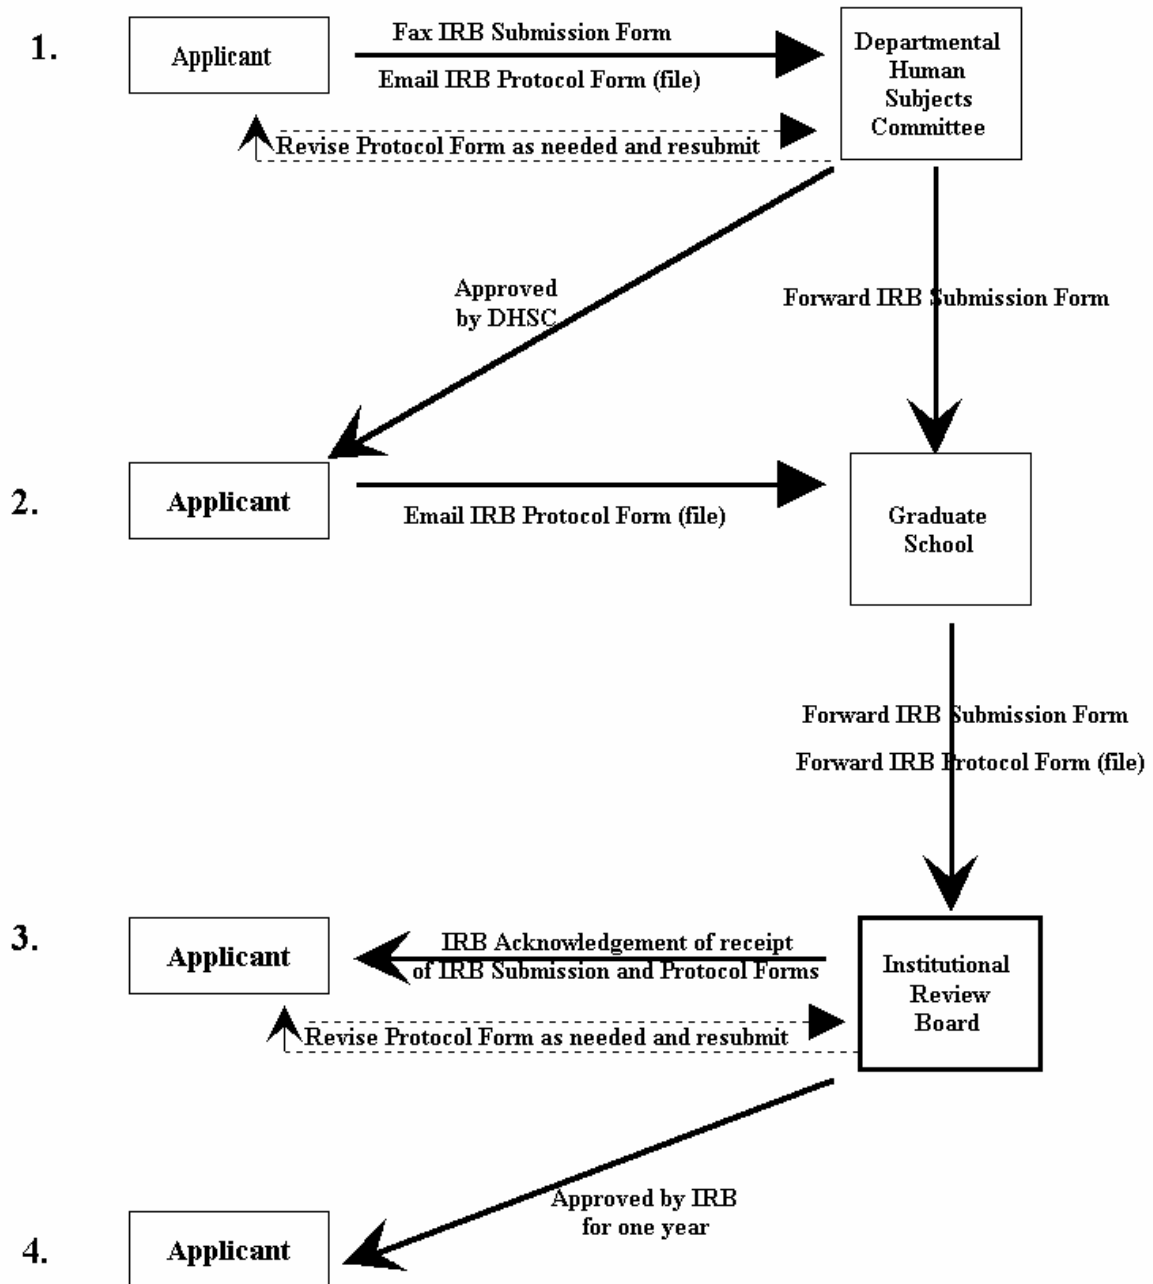 1.
Applicant
Fax IRB Submission Form
Email IRB Protocol Form (file)
Departmental
Human
Subjects
Committee
Revise Protocol Form as needed and resubmit
Approved
by DHSC
Forward IRB Submission Form
2.
Applicant
Email IRB Protocol Form (file)
Graduate
School
Forward IRB Submission Form
Forward IRB Protocol Form (file)
3.
Applicant
IRB Acknowledgement of receipt
of IRB Submission and Protocol Forms
Institutional
Review
Board
Revise Protocol Form as needed and resubmit
Approved by IRB
for one year
4.
Applicant